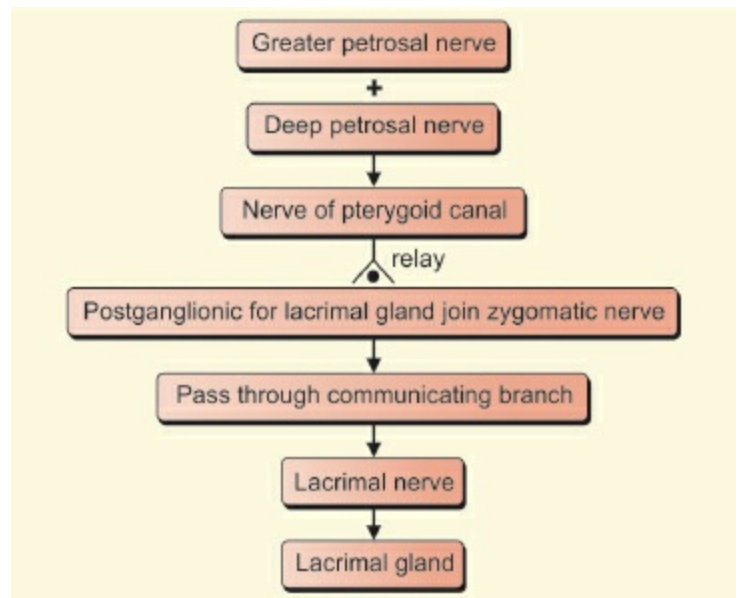 Greater petrosal nerve
+
Deep petrosal nerve
Nerve of pterygoid canal
relay
Postganglionic for lacrimal gland join zygomatic nerve
Pass through communicating branch
Lacrimal nerve
Lacrimal gland